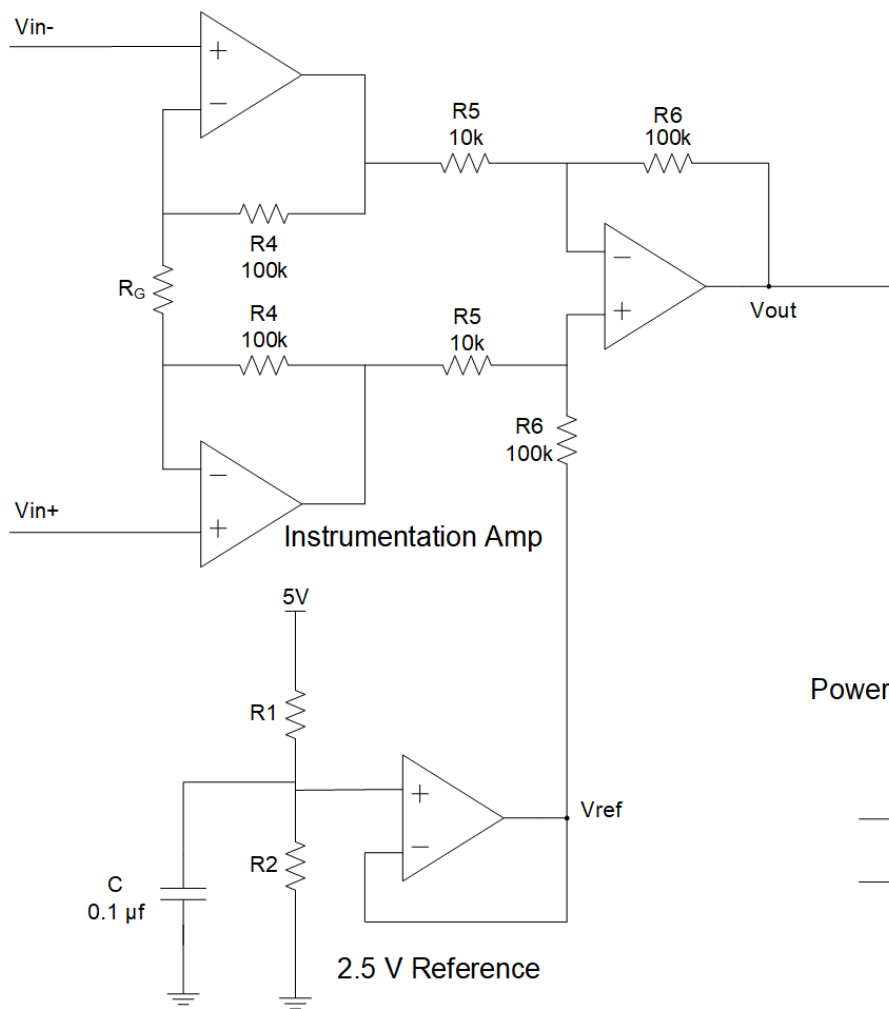 Vin-
+
−
R5
10k
R6
100k
R4
100k
RG
R4
100k
R5
10k
−
+
Vout
R6
100k
Vin+
−
+
Instrumentation Amp
5V
R1
Power
+
−
Vref
R2
C
0.1 µf
2.5 V Reference